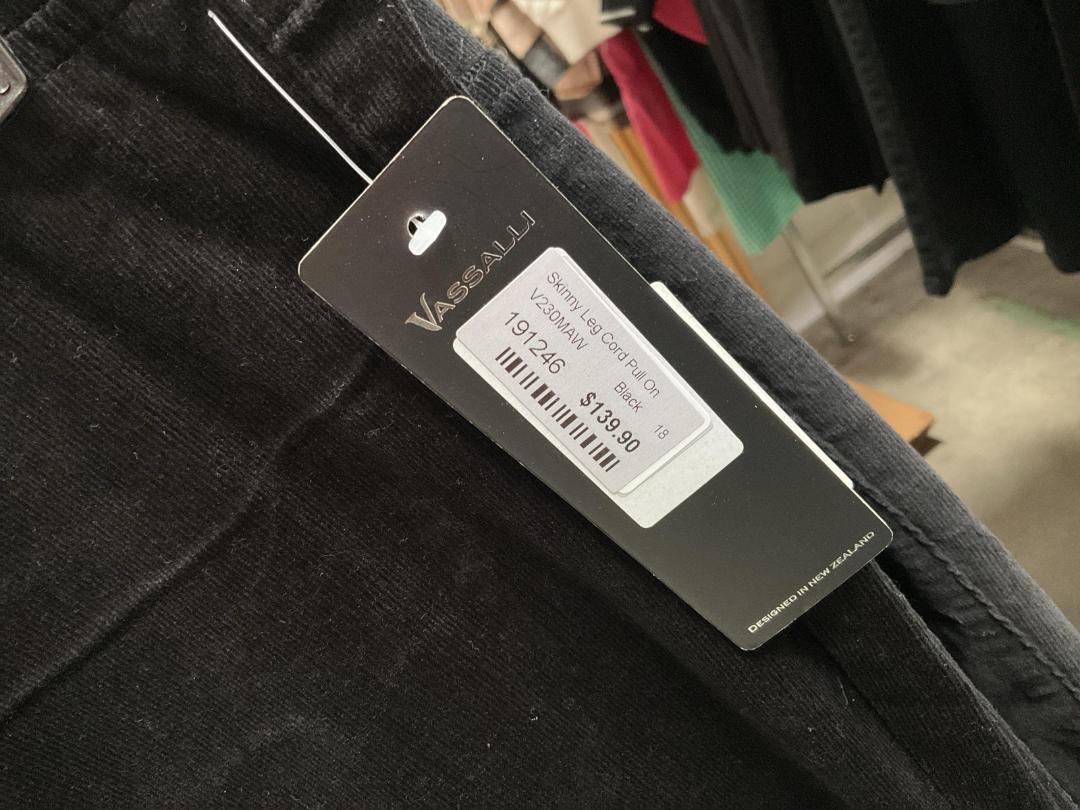 VASSALLI
Skinny Leg Cord Pull On
V230MAW Black 18
191246 $139.90
DESIGNED IN NEW ZEALAND